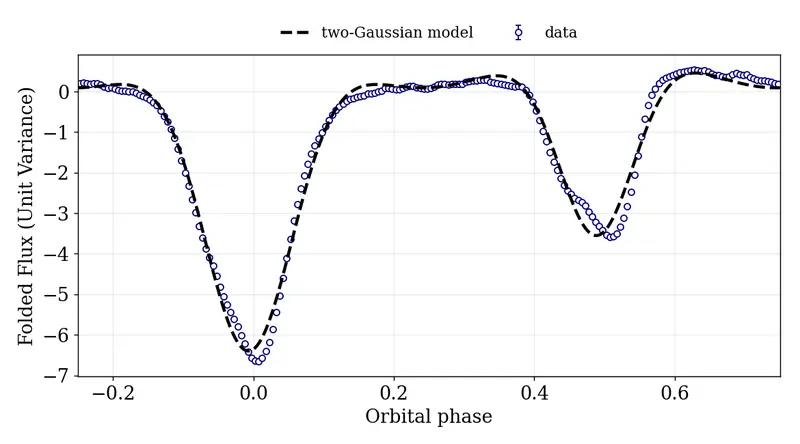 two-Gaussian model data
Folded Flux (Unit Variance)
0
−1
−2
−3
−4
−5
−6
−7
−0.2 0.0 0.2 0.4 0.6
Orbital phase